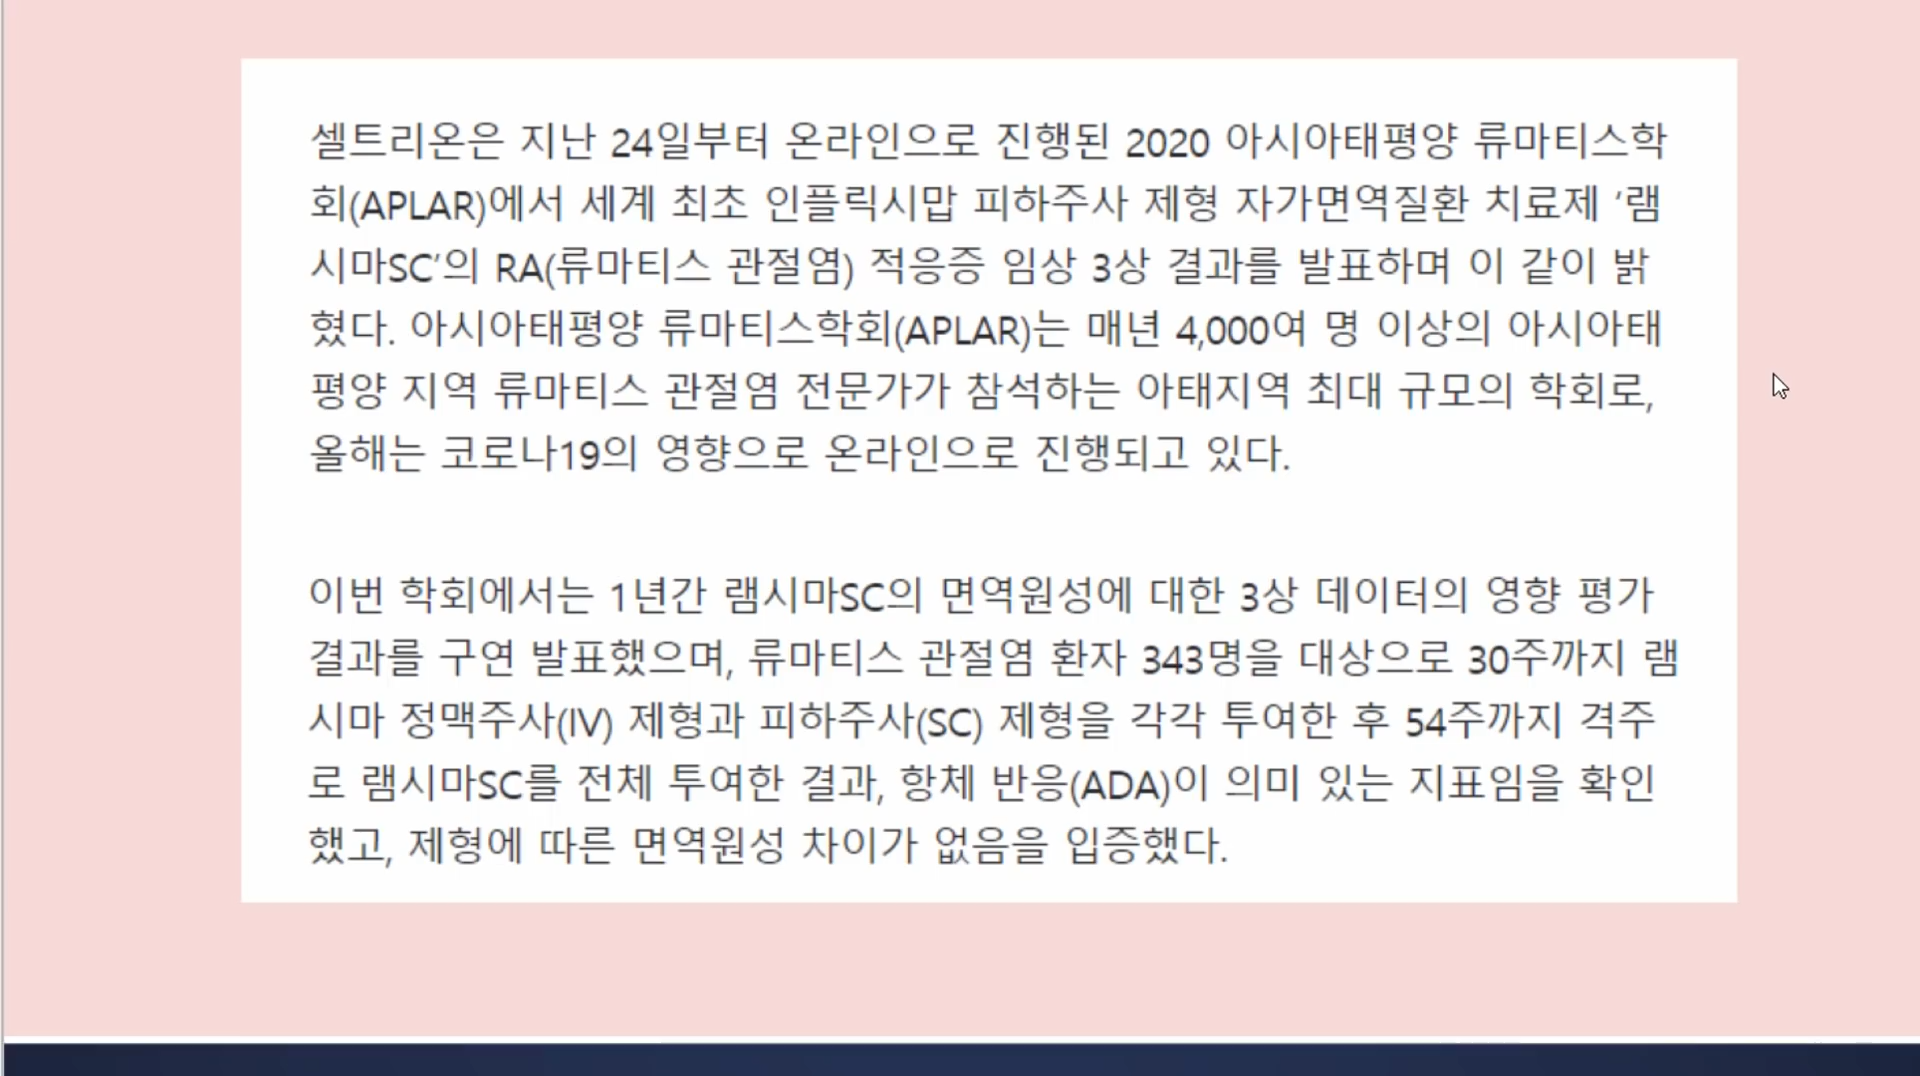 셀트리온은 지난 24일부터 온라인으로 진행된 2020 아시아태평양 류마티스학
회(APLAR)에서 세계 최초 인플릭시맙 피하주사 제형 자가면역질환 치료제 ‘램
시마SC’의 RA(류마티스 관절염) 적응증 임상 3상 결과를 발표하며 이 같이 밝
혔다. 아시아태평양 류마티스학회(APLAR)는 매년 4,000여 명 이상의 아시아태
평양 지역 류마티스 관절염 전문가가 참석하는 아태지역 최대 규모의 학회로,
올해는 코로나19의 영향으로 온라인으로 진행되고 있다.
이번 학회에서는 1년간 램시마SC의 면역원성에 대한 3상 데이터의 영향 평가
결과를 구연 발표했으며, 류마티스 관절염 환자 343명을 대상으로 30주까지 램
시마 정맥주사(IV) 제형과 피하주사(SC) 제형을 각각 투여한 후 54주까지 격주
로 램시마SC를 전체 투여한 결과, 항체 반응(ADA)이 의미 있는 지표임을 확인
했고, 제형에 따른 면역원성 차이가 없음을 입증했다.